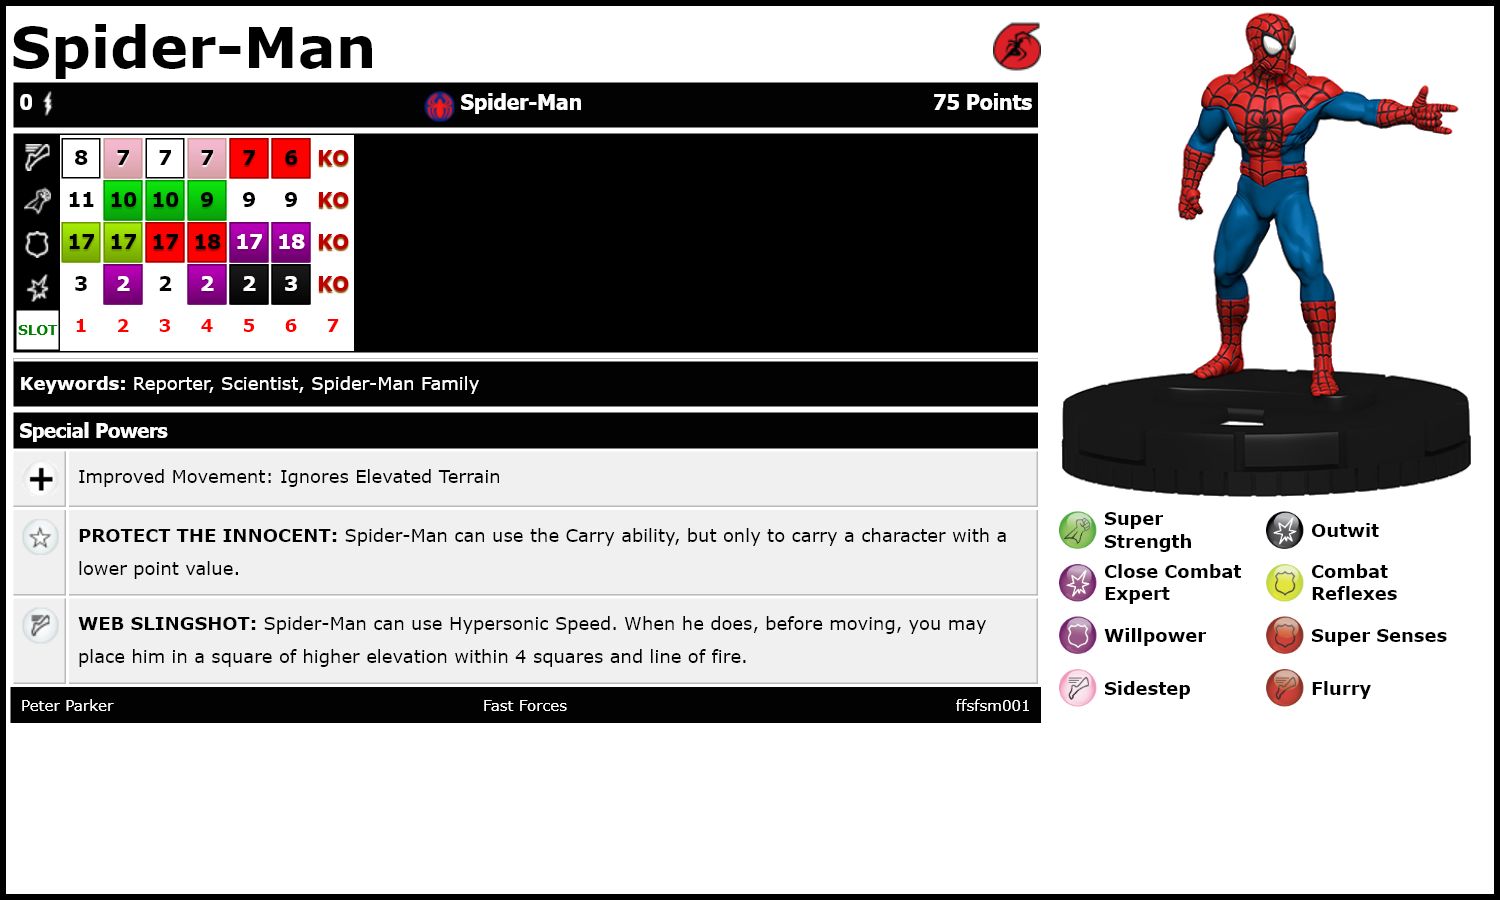 Spider-Man
0 Spider-Man 75 Points
8 7 7 7 7 6 KO
11 10 10 9 9 9 KO
17 17 17 18 17 18 KO
3 2 2 2 2 3 KO
SLOT 1 2 3 4 5 6 7
Keywords: Reporter, Scientist, Spider-Man Family
Special Powers
Improved Movement: Ignores Elevated Terrain
PROTECT THE INNOCENT: Spider-Man can use the Carry ability, but only to carry a character with a
lower point value.
WEB SLINGSHOT: Spider-Man can use Hypersonic Speed. When he does, before moving, you may
place him in a square of higher elevation within 4 squares and line of fire.
Peter Parker Fast Forces ffsfsm001
Super
Strength
Outwit
Close Combat
Expert
Combat
Reflexes
Willpower
Super Senses
Sidestep
Flurry